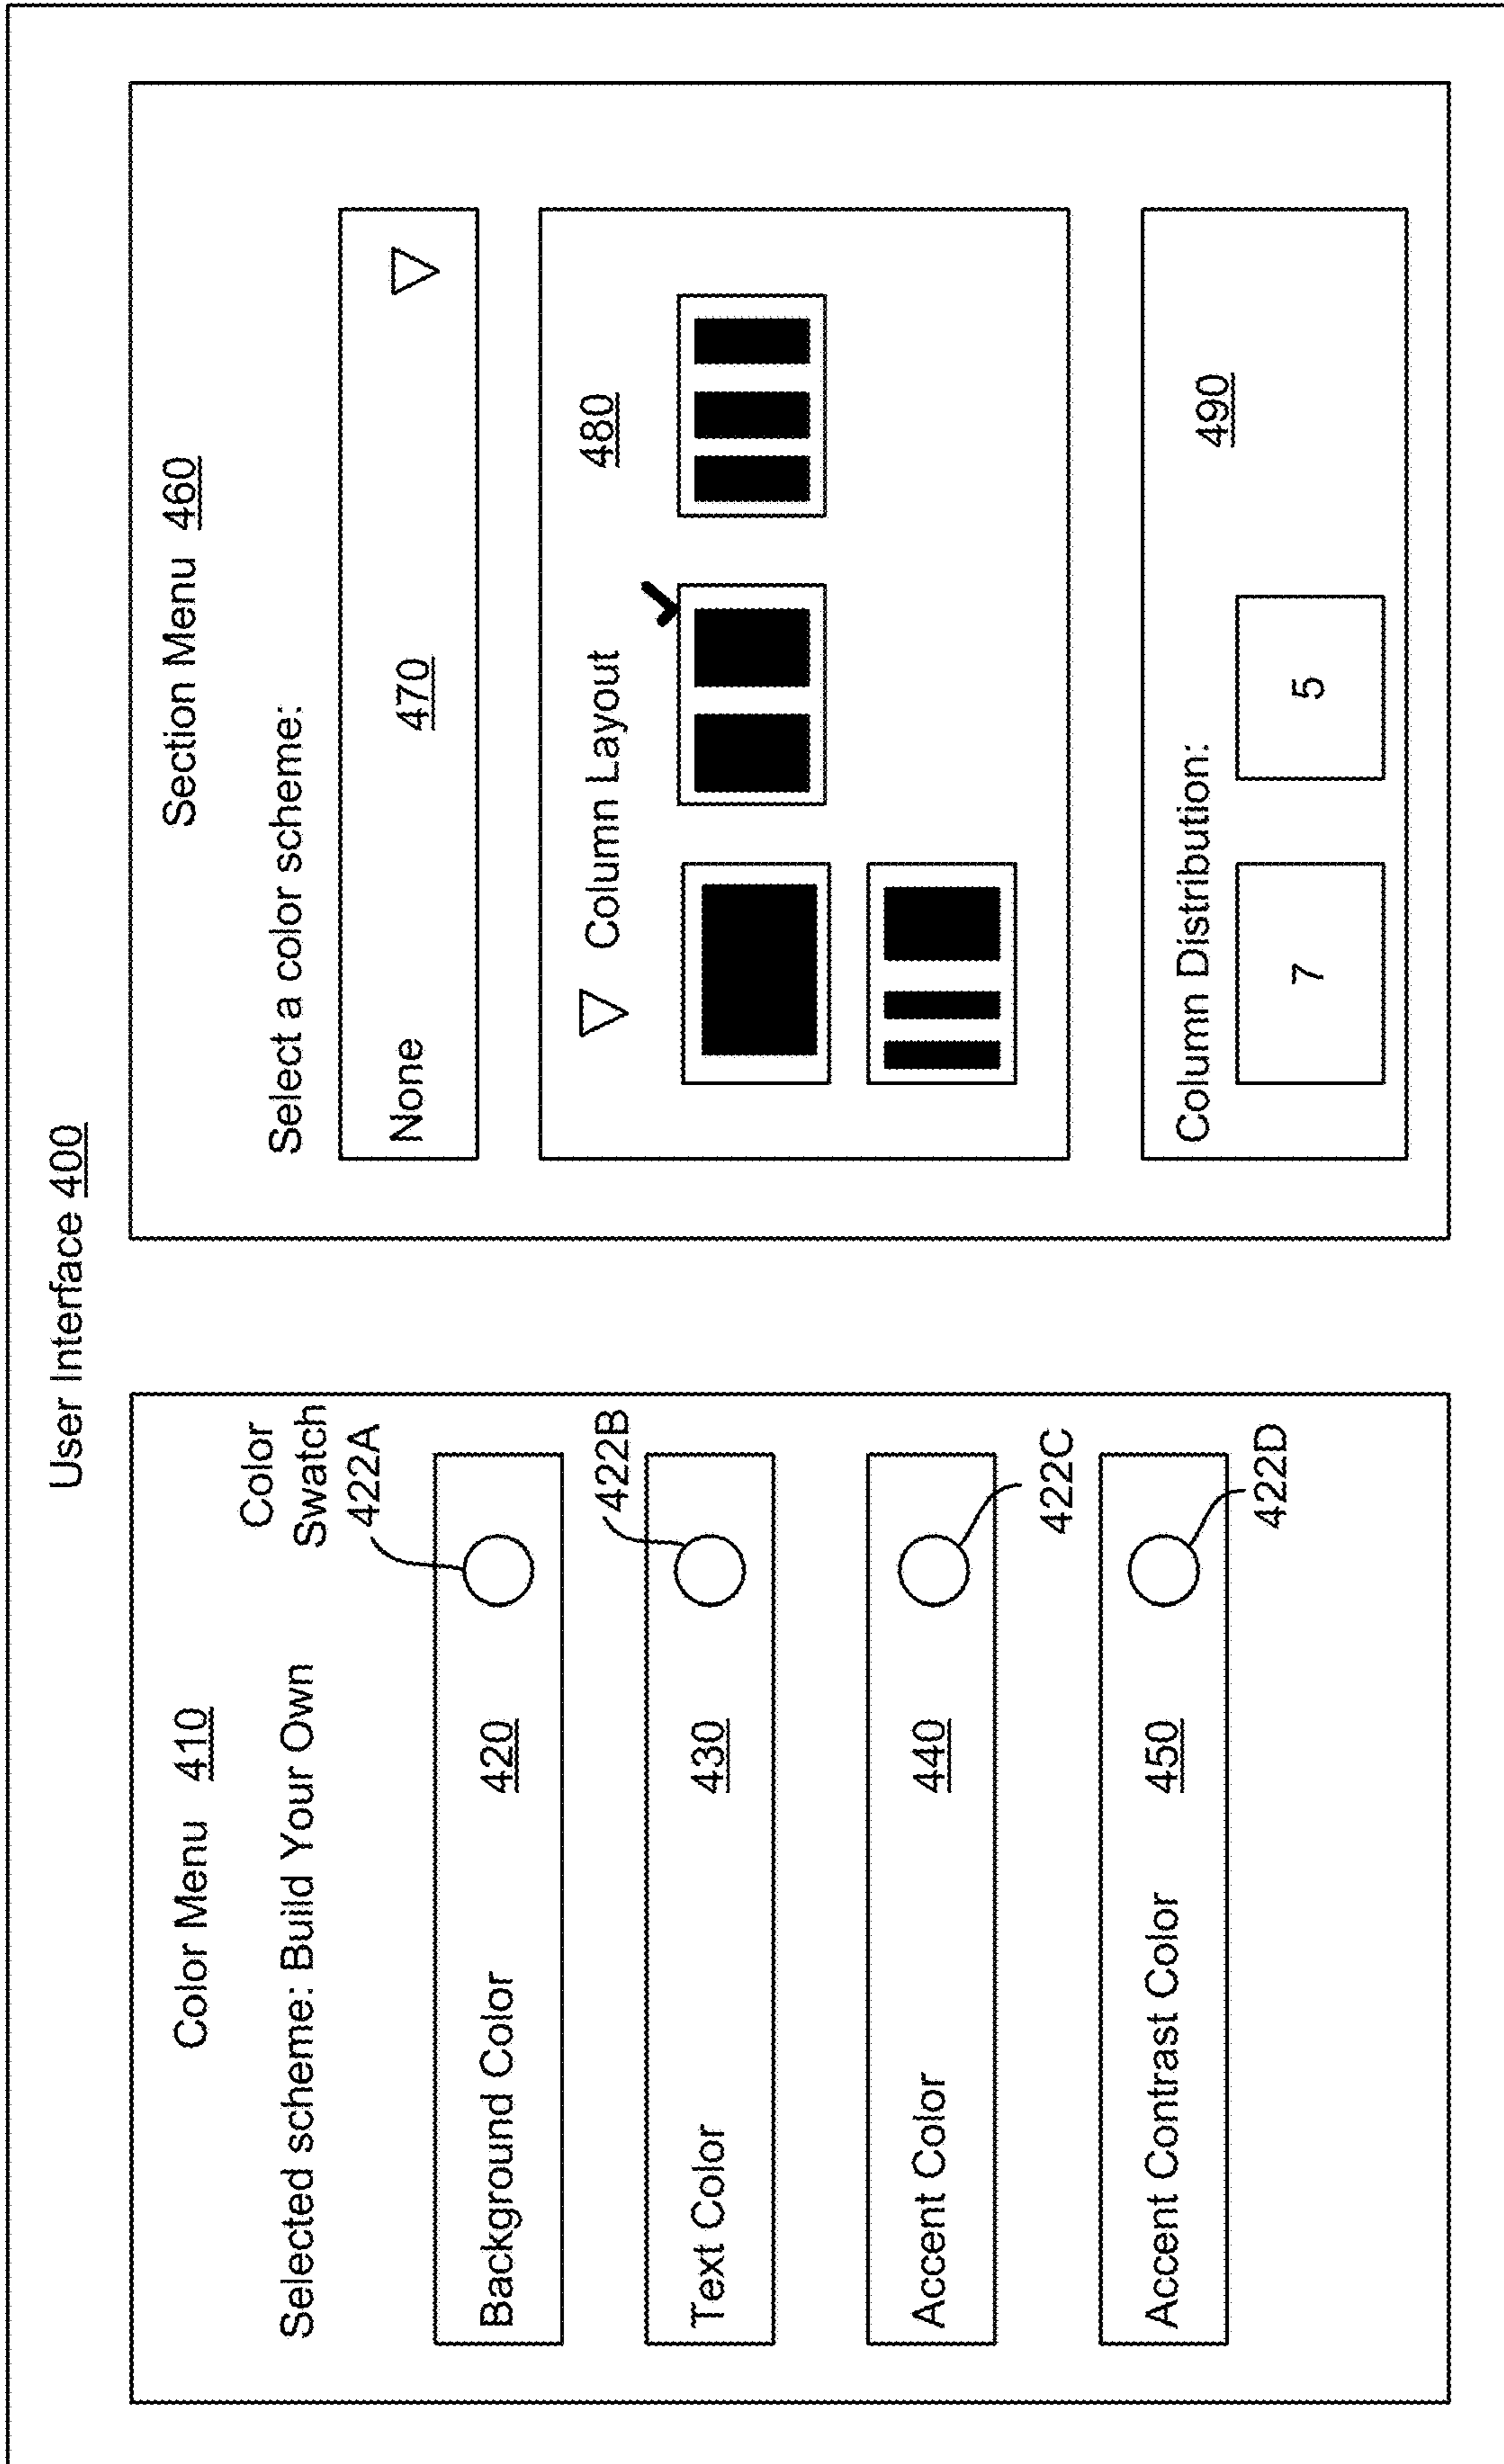 User Interface 400
Color Menu 410
Selected scheme: Build Your Own
Color
Swatch
422A
Background Color 420
422B
Text Color 430
Accent Color 440
422C
Accent Contrast Color 450
422D
Section Menu 460
Select a color scheme:
None 470
Column Layout 480
Column Distribution: 490
7 5